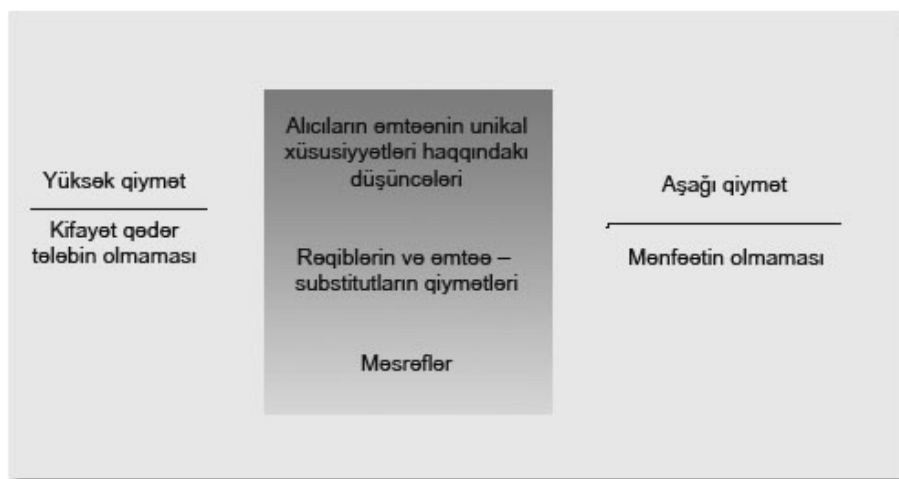 Yüksək qiymət
Kifayət qədər
tələbin olmaması
Alıcıların əmtəənin unikal
xüsusiyyətləri haqqındakı
düşüncələri
Rəqiblərin və əmtəə –
substitutların qiymətləri
Məsrəflər
Aşağı qiymət
Mənfəətin olmaması